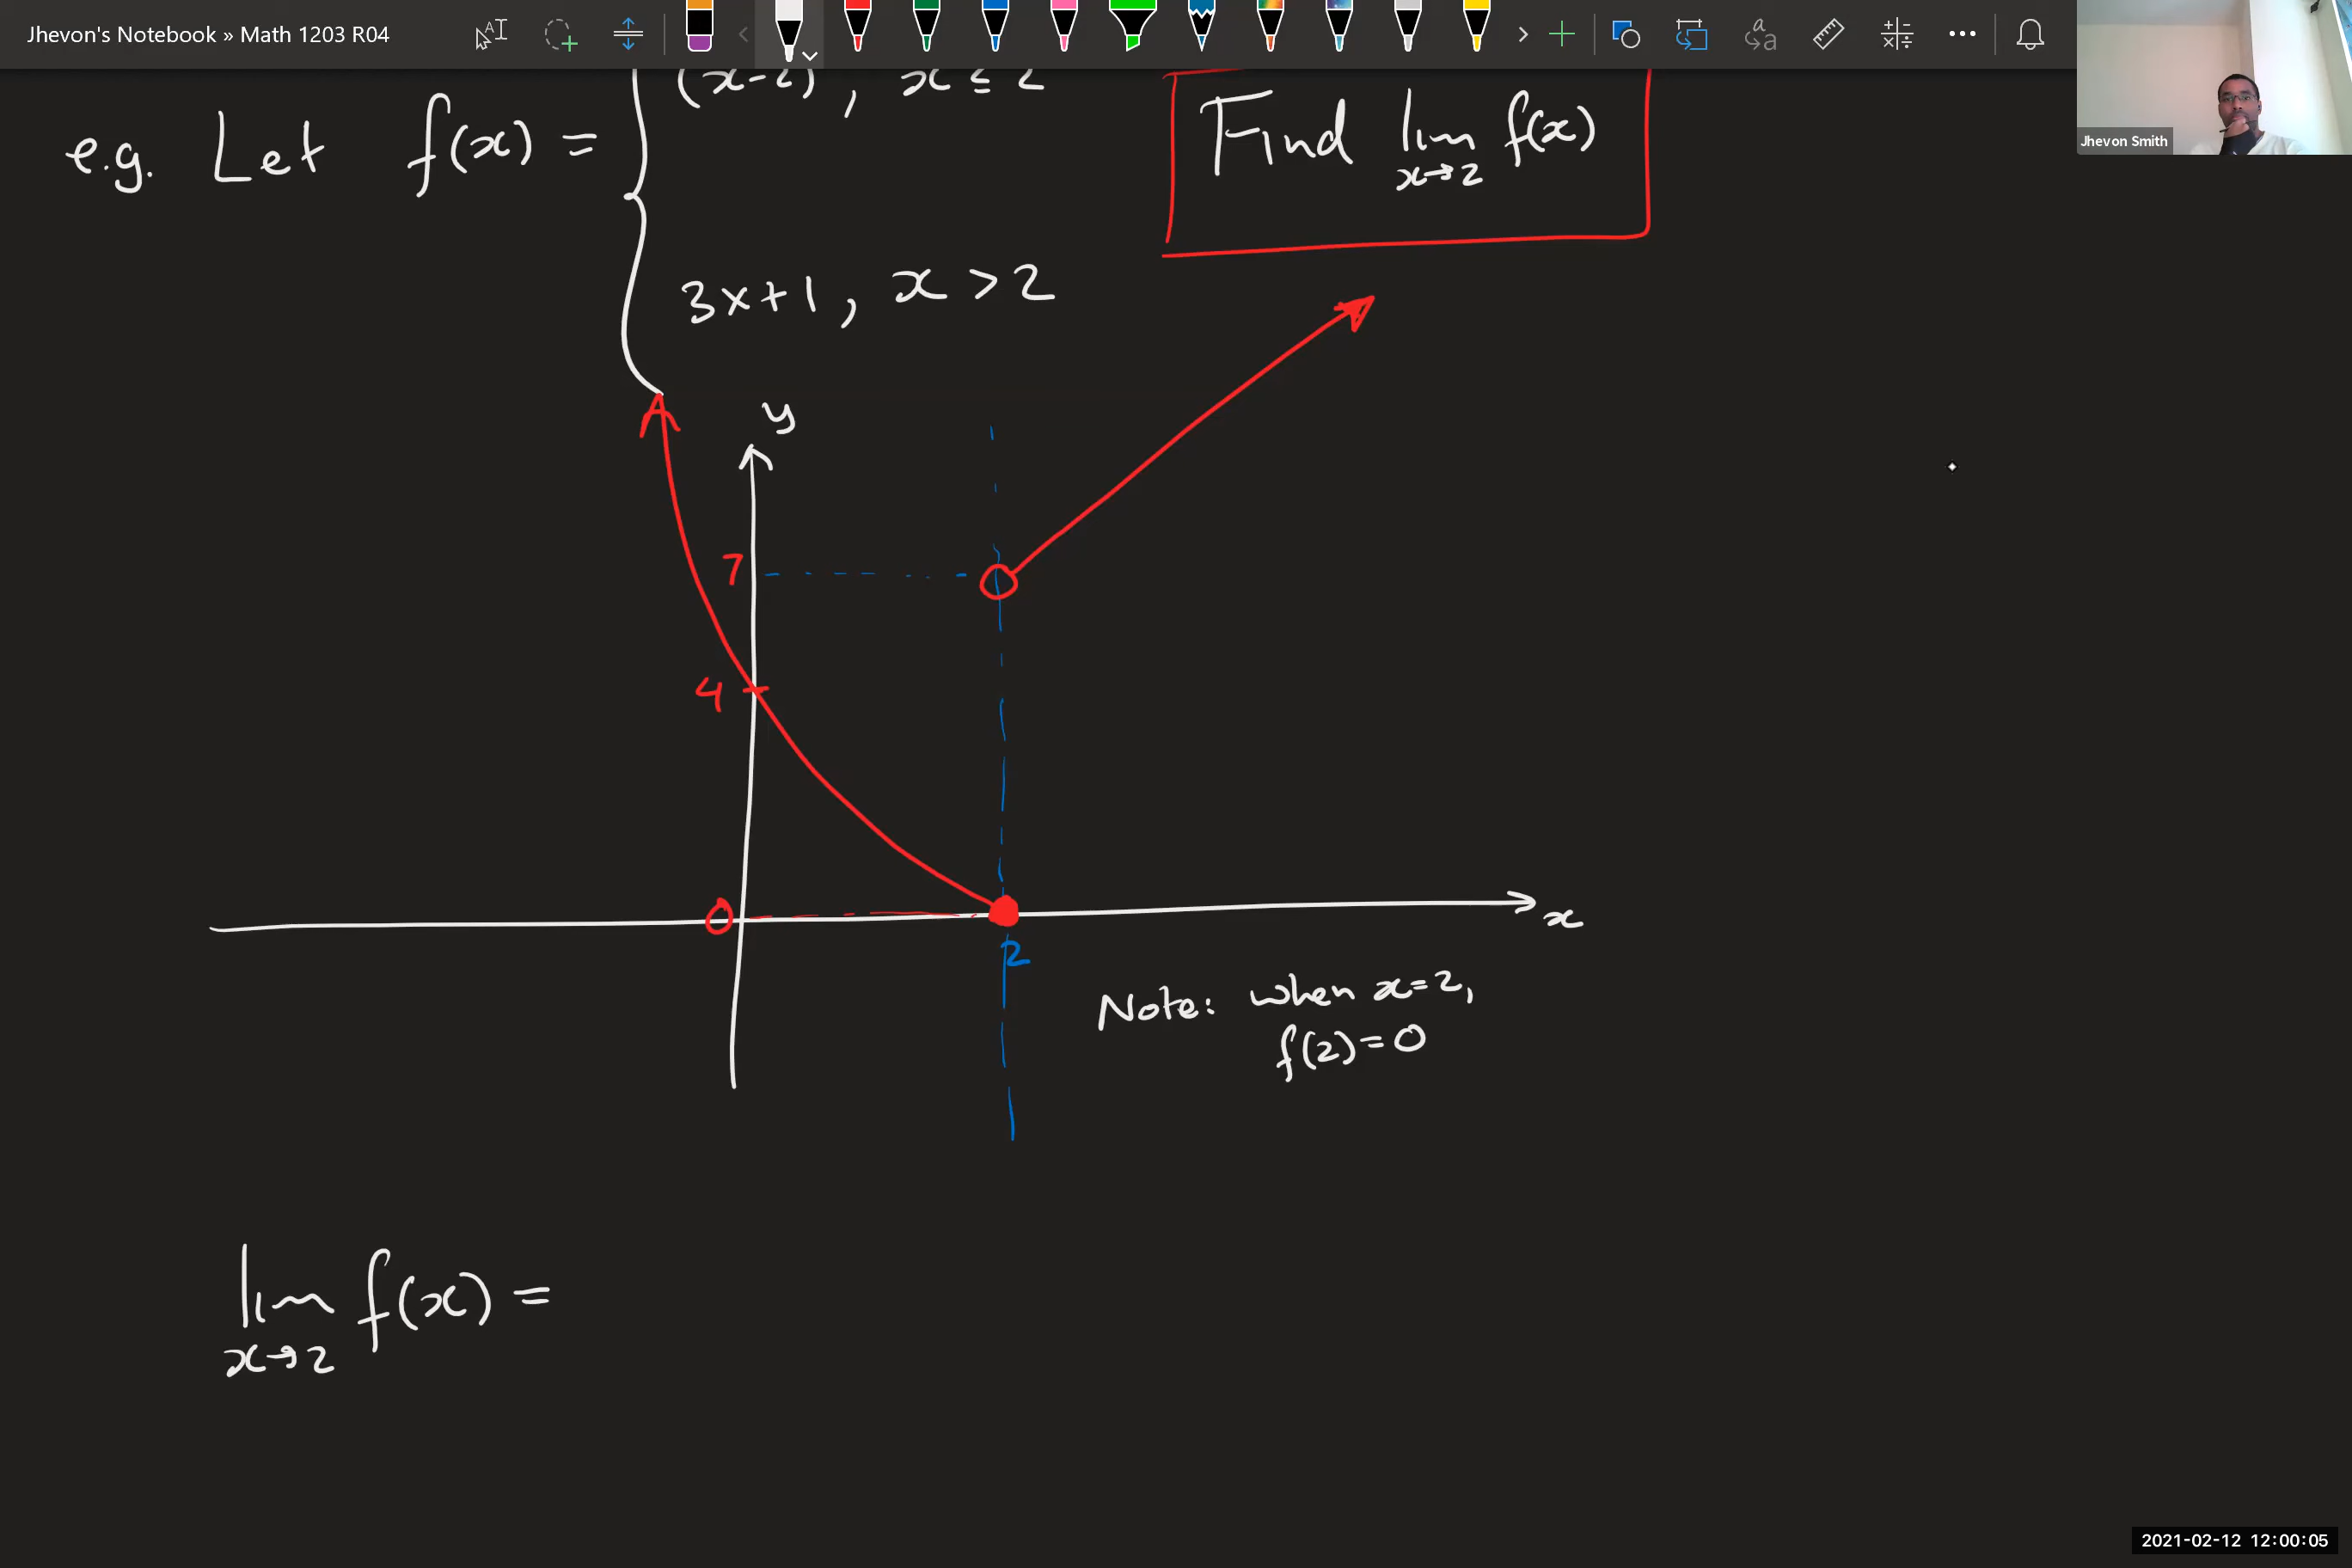 Jhevon's Notebook » Math 1203 R04
Jhevon Smith
(x-2) , x ≤ 2
e.g. Let f(x) =
Find lim f(x)
x→2
3x+1, x > 2
y
7
4
0
x
2
Note: when x=2,
f(2)=0
lim f(x) =
x→2
2021-02-12 12:00:05